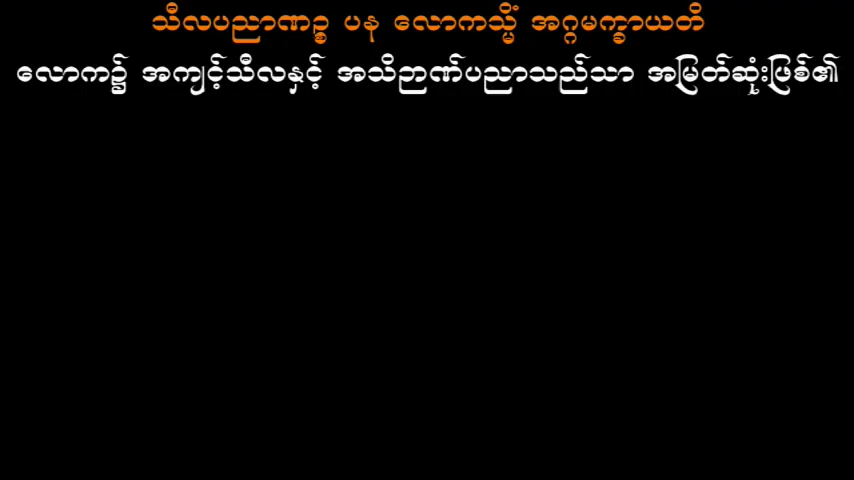 သီလပညာဏဉ္စ ပန လောကသ္မိံ အဂ္ဂမက္ခာယတိ
လောက၌ အကျင့်သီလနှင့် အသိဉာဏ်ပညာသည်သာ အမြတ်ဆုံးဖြစ်၏